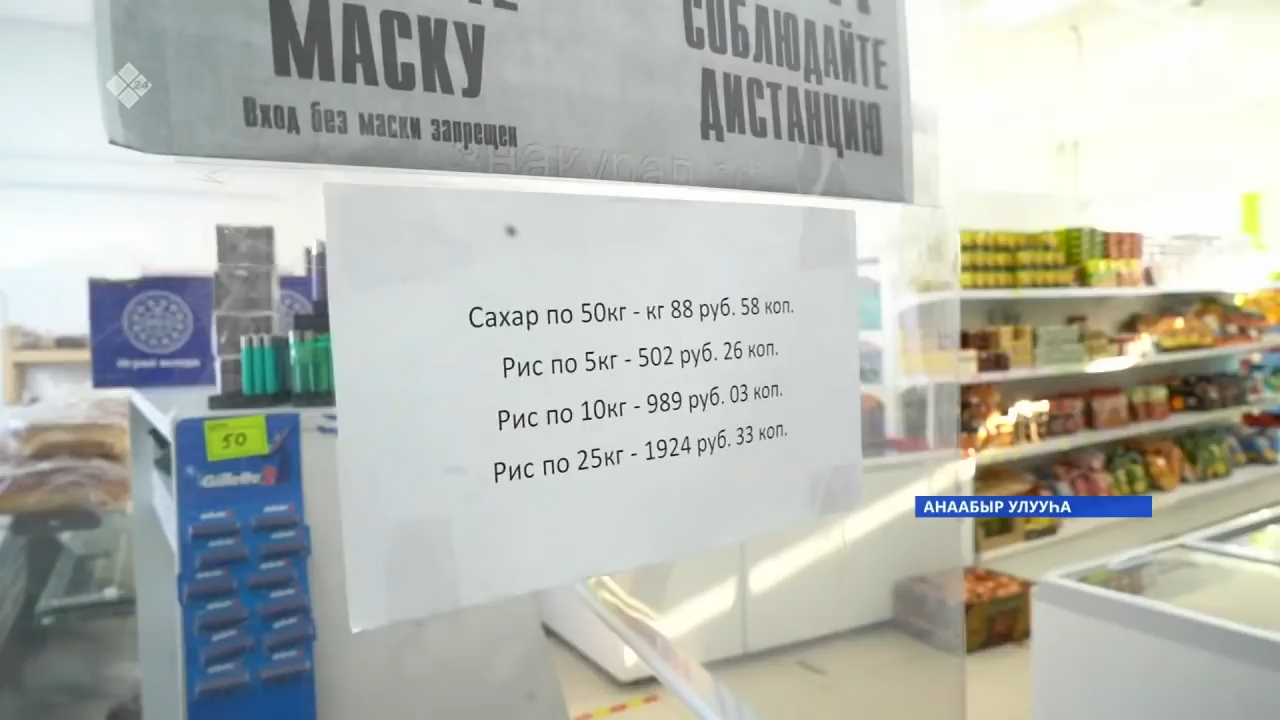 МАСКУ
Вход без маски запрещен
СОБЛЮДАЙТЕ
ДИСТАНЦИЮ
24
Сахар по 50кг - кг 88 руб. 58 коп.
Рис по 5кг - 502 руб. 26 коп.
Рис по 10кг - 989 руб. 03 коп.
Рис по 25кг - 1924 руб. 33 коп.
50
Gillette 2
АНААБЫР УЛУУҺА